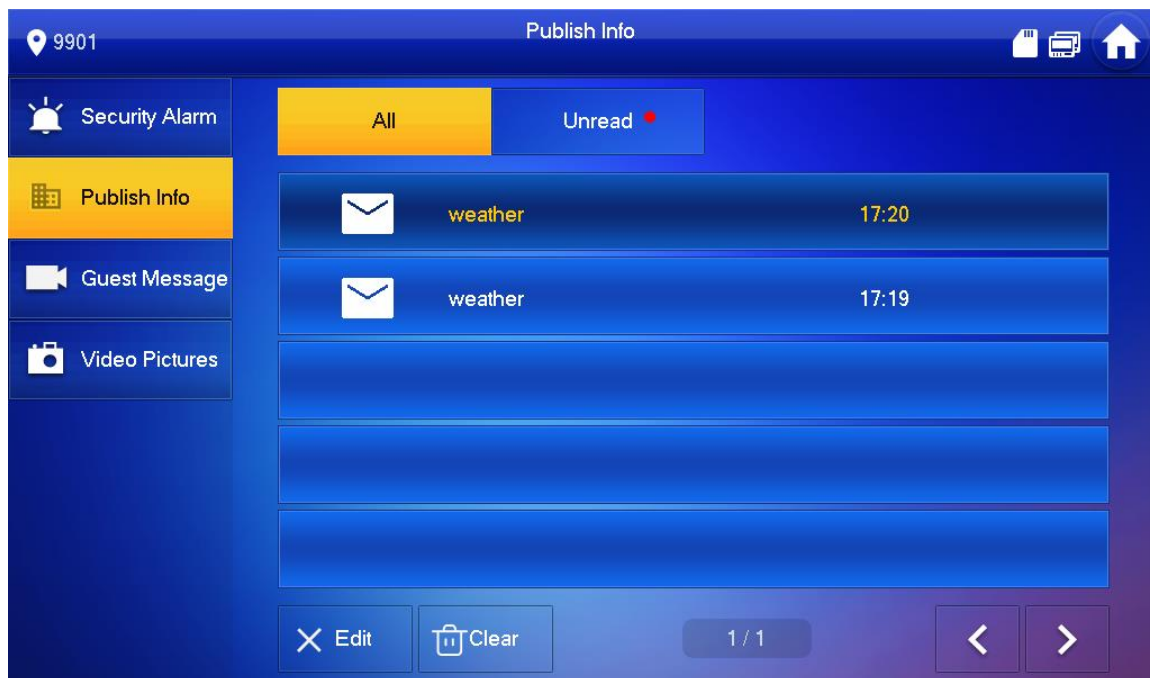 9901
Publish Info
Security Alarm
Publish Info
Guest Message
Video Pictures
All
Unread
weather 17:20
weather 17:19
Edit
Clear
1 / 1